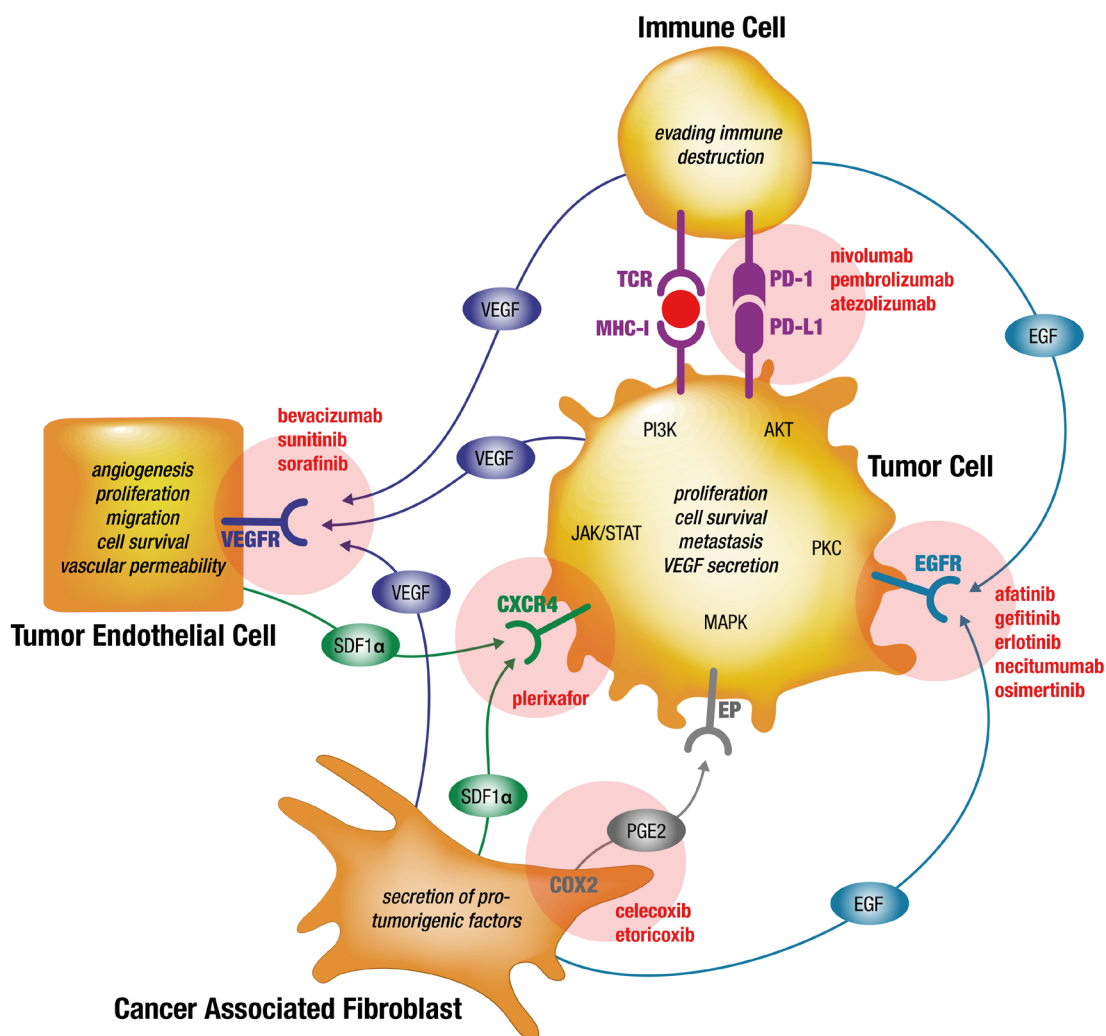 Immune Cell
evading immune
destruction
TCR
MHC-I
PD-1
PD-L1
nivolumab
pembrolizumab
atezolizumab
VEGF
EGF
bevacizumab
sunitinib
sorafinib
VEGF
PI3K
AKT
Tumor Cell
angiogenesis
proliferation
migration
cell survival
vascular permeability
VEGFR
JAK/STAT
proliferation
cell survival
metastasis
VEGF secretion
PKC
EGFR
MAPK
afatinib
gefitinib
erlotinib
necitumumab
osimertinib
Tumor Endothelial Cell
VEGF
SDF1α
CXCR4
plerixafor
EP
SDF1α
PGE2
COX2
celecoxib
etoricoxib
secretion of pro-
tumorigenic factors
EGF
Cancer Associated Fibroblast